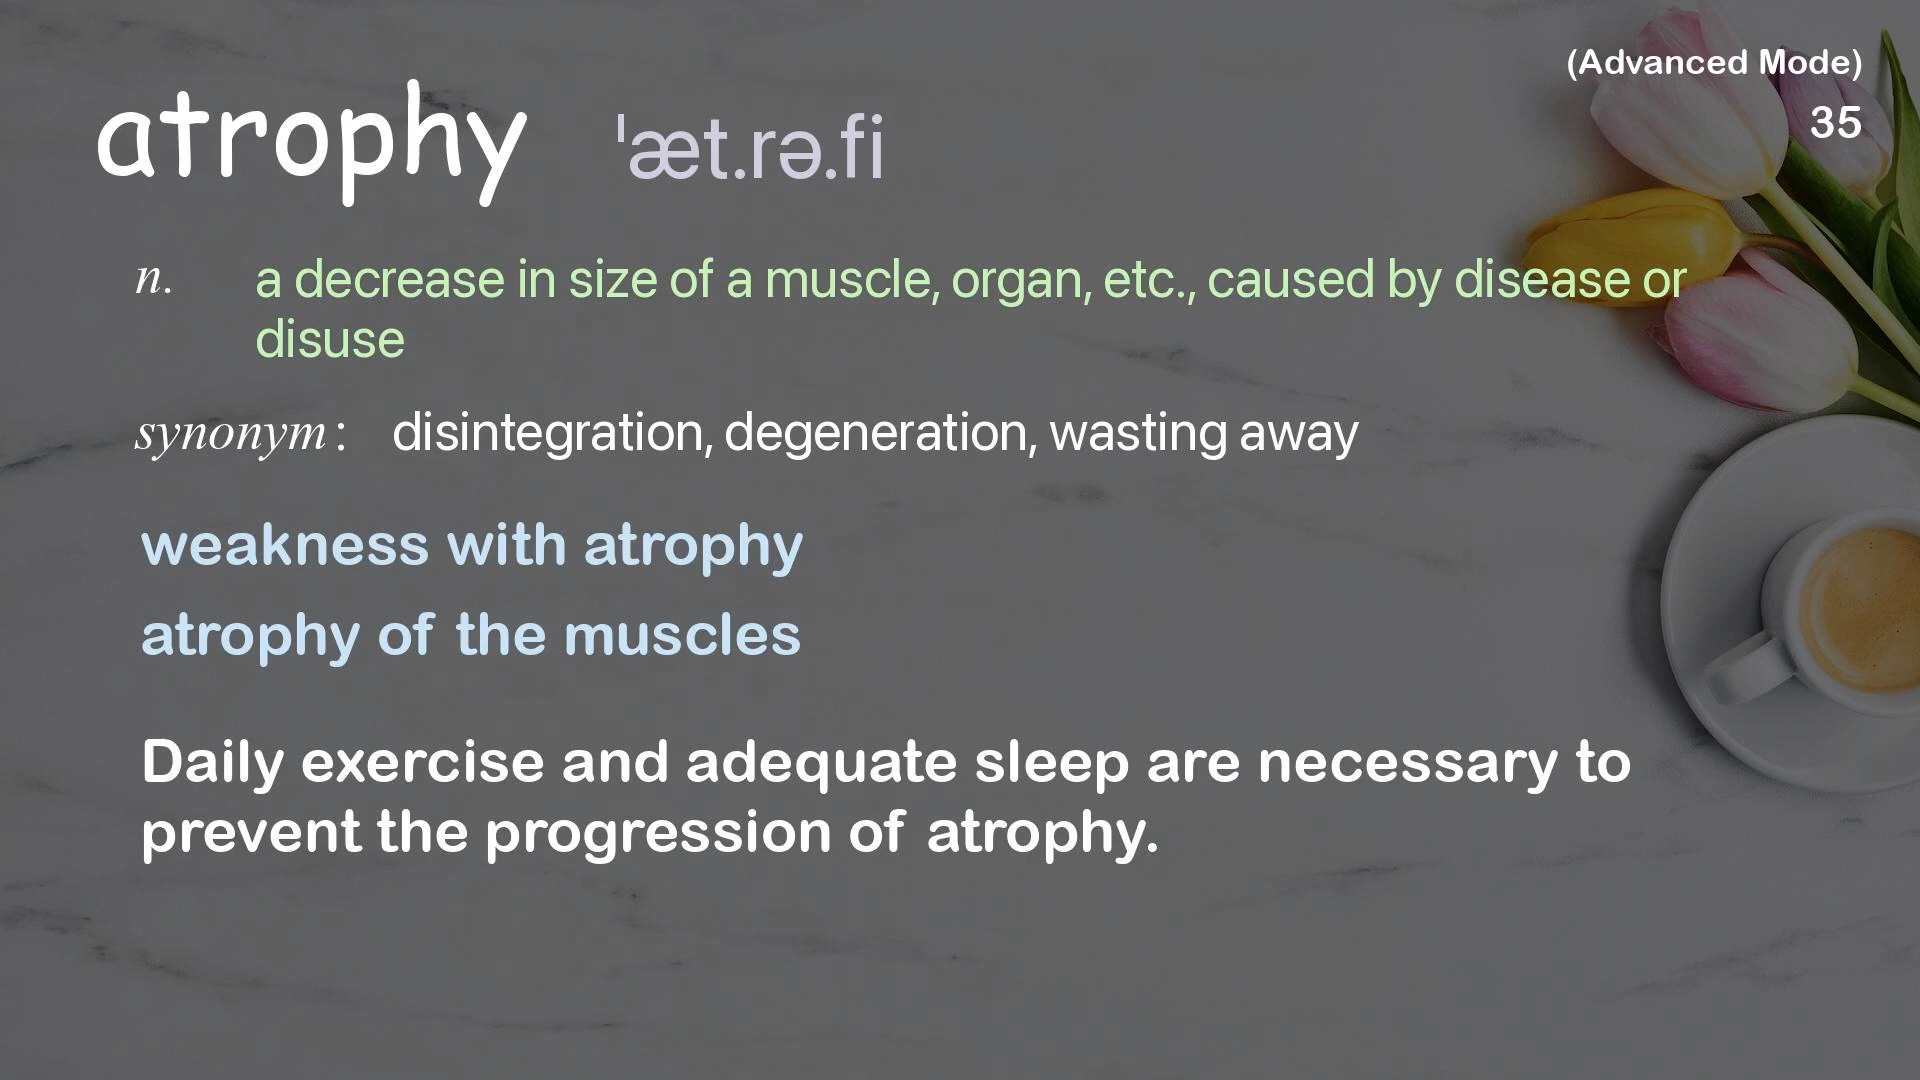 (Advanced Mode)
35
atrophy ˈæt.rə.fi
n. a decrease in size of a muscle, organ, etc., caused by disease or
disuse
synonym: disintegration, degeneration, wasting away
weakness with atrophy
atrophy of the muscles
Daily exercise and adequate sleep are necessary to
prevent the progression of atrophy.